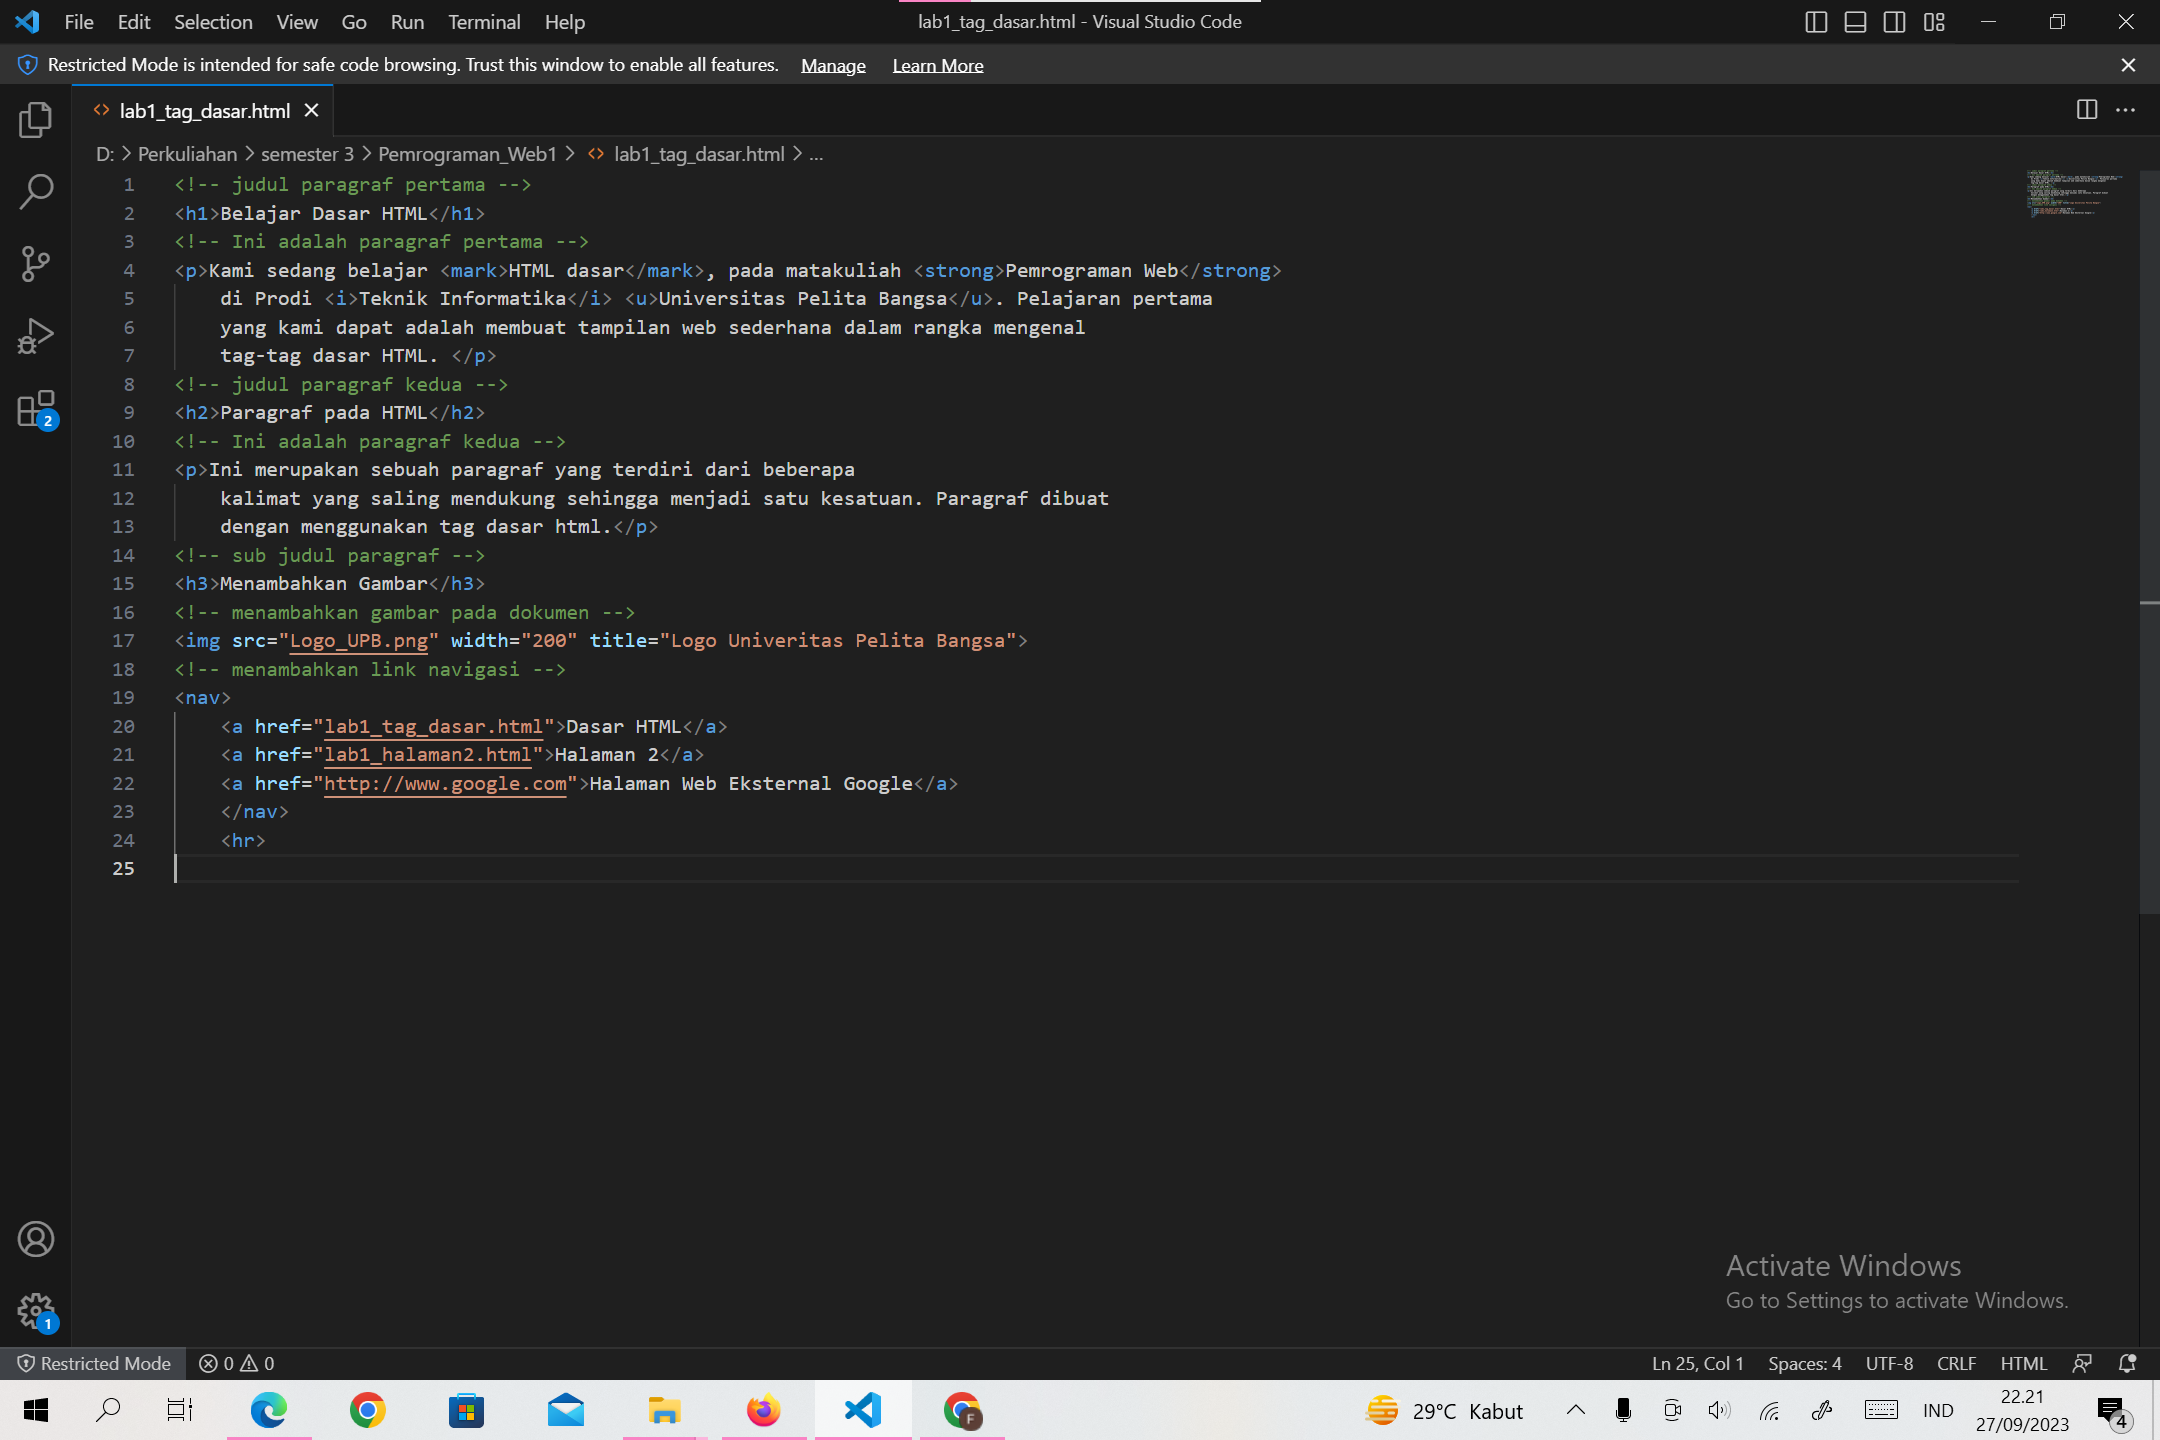 File Edit Selection View Go Run Terminal Help
lab1_tag_dasar.html - Visual Studio Code
Restricted Mode is intended for safe code browsing. Trust this window to enable all features. Manage Learn More
lab1_tag_dasar.html
D: > Perkuliahan > semester 3 > Pemrograman_Web1 > lab1_tag_dasar.html > ...
1 <!-- judul paragraf pertama -->
2 <h1>Belajar Dasar HTML</h1>
3 <!-- Ini adalah paragraf pertama -->
4 <p>Kami sedang belajar <mark>HTML dasar</mark>, pada matakuliah <strong>Pemrograman Web</strong>
5 di Prodi <i>Teknik Informatika</i> <u>Universitas Pelita Bangsa</u>. Pelajaran pertama
6 yang kami dapat adalah membuat tampilan web sederhana dalam rangka mengenal
7 tag-tag dasar HTML. </p>
8 <!-- judul paragraf kedua -->
9 <h2>Paragraf pada HTML</h2>
10 <!-- Ini adalah paragraf kedua -->
11 <p>Ini merupakan sebuah paragraf yang terdiri dari beberapa
12 kalimat yang saling mendukung sehingga menjadi satu kesatuan. Paragraf dibuat
13 dengan menggunakan tag dasar html.</p>
14 <!-- sub judul paragraf -->
15 <h3>Menambahkan Gambar</h3>
16 <!-- menambahkan gambar pada dokumen -->
17 <img src="Logo_UPB.png" width="200" title="Logo Univeritas Pelita Bangsa">
18 <!-- menambahkan link navigasi -->
19 <nav>
20 <a href="lab1_tag_dasar.html">Dasar HTML</a>
21 <a href="lab1_halaman2.html">Halaman 2</a>
22 <a href="http://www.google.com">Halaman Web Eksternal Google</a>
23 </nav>
24 <hr>
25
2
1
Activate Windows
Go to Settings to activate Windows.
Restricted Mode 0 0
Ln 25, Col 1 Spaces: 4 UTF-8 CRLF HTML
F
29°C Kabut
IND
22.21
27/09/2023
4